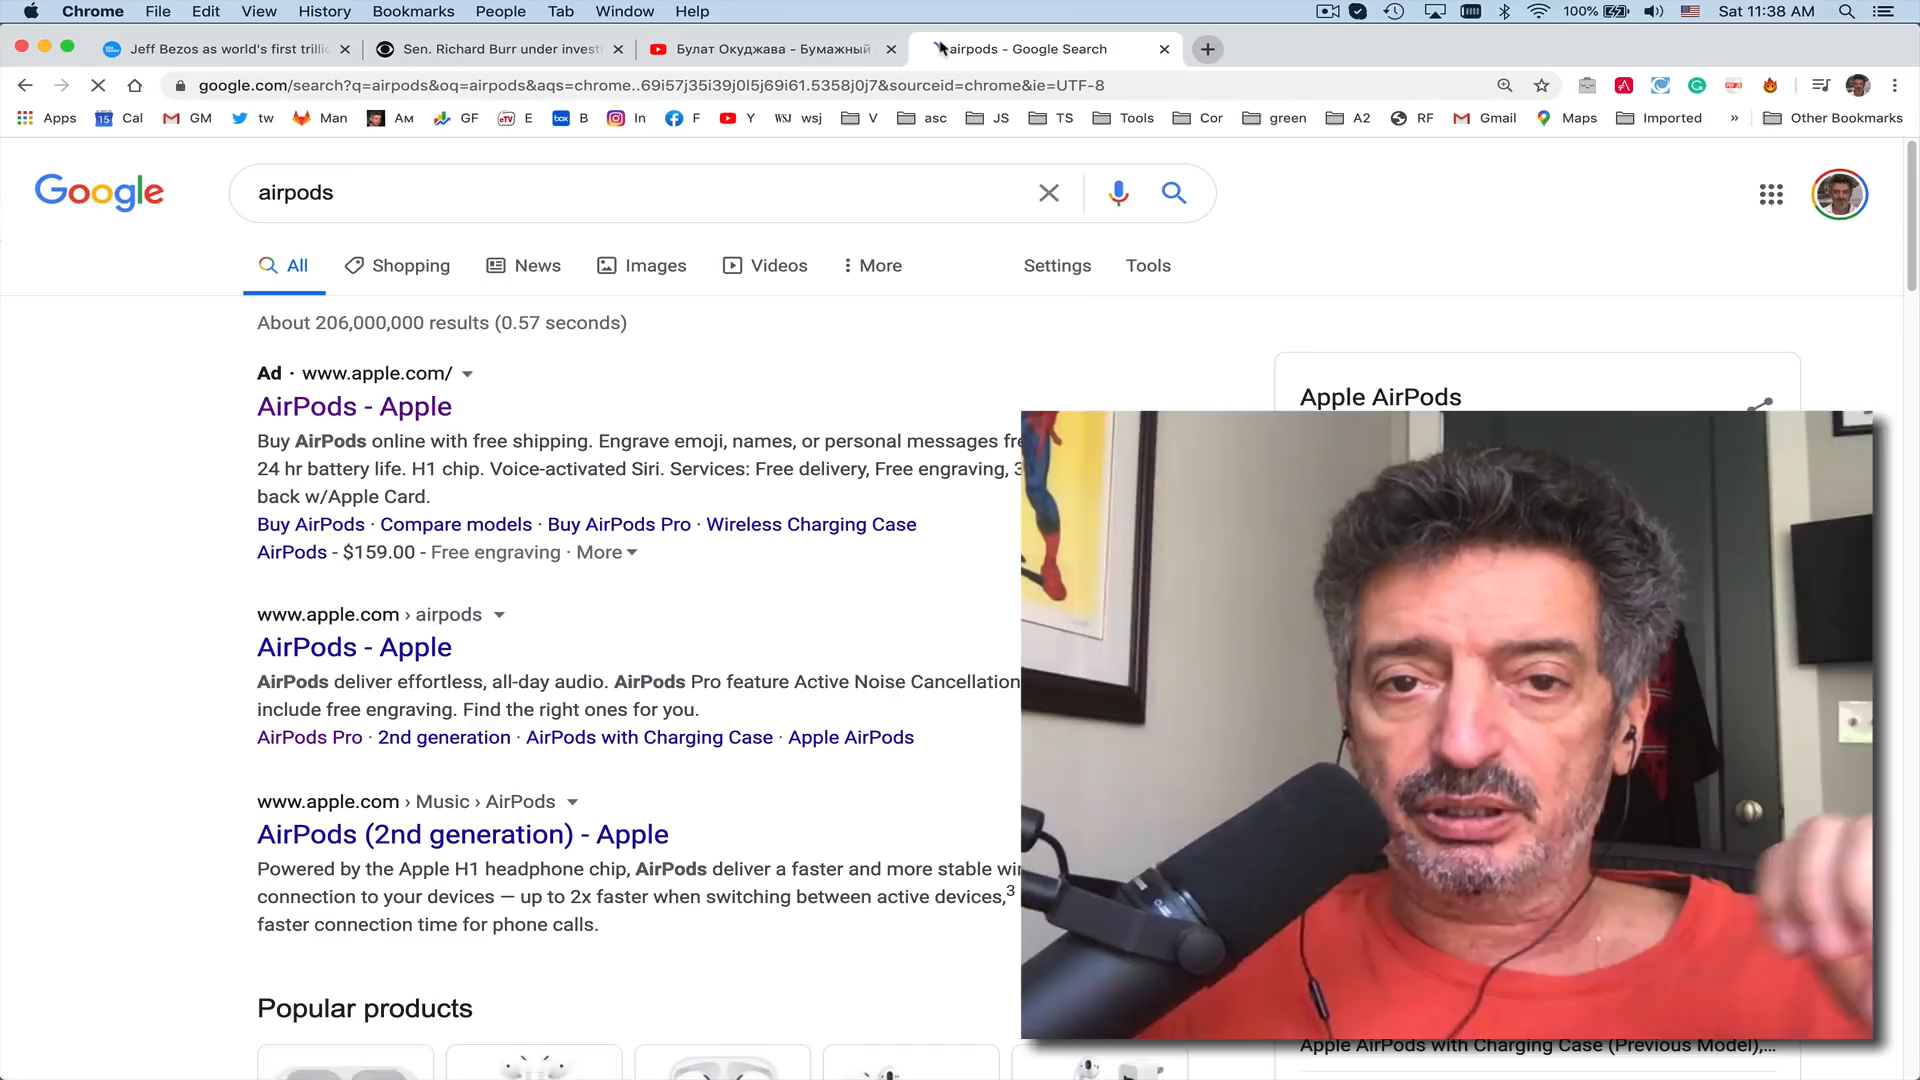 Chrome File Edit View History Bookmarks People Tab Window Help 100% Sat 11:38 AM
Jeff Bezos as world's first trilli Sen. Richard Burr under investi Булат Окуджава - Бумажный airpods - Google Search
google.com/search?q=airpods&oq=airpods&aqs=chrome..69i57j35i39j0l5j69i61.5358j0j7&sourceid=chrome&ie=UTF-8
Apps 15 Cal GM tw Man Ам GF E box B In F Y WSJ wsj V asc JS TS Tools Cor green A2 RF Gmail Maps Imported » Other Bookmarks
Google airpods
All Shopping News Images Videos More Settings Tools
About 206,000,000 results (0.57 seconds)
Ad · www.apple.com/
AirPods - Apple
Buy AirPods online with free shipping. Engrave emoji, names, or personal messages fre
24 hr battery life. H1 chip. Voice-activated Siri. Services: Free delivery, Free engraving, 3
back w/Apple Card.
Buy AirPods · Compare models · Buy AirPods Pro · Wireless Charging Case
AirPods - $159.00 - Free engraving · More
www.apple.com › airpods
AirPods - Apple
AirPods deliver effortless, all-day audio. AirPods Pro feature Active Noise Cancellation
include free engraving. Find the right ones for you.
AirPods Pro · 2nd generation · AirPods with Charging Case · Apple AirPods
www.apple.com › Music › AirPods
AirPods (2nd generation) - Apple
Powered by the Apple H1 headphone chip, AirPods deliver a faster and more stable wi
connection to your devices — up to 2x faster when switching between active devices,3
faster connection time for phone calls.
Popular products
Apple AirPods
Apple AirPods with Charging Case (Previous Model),...